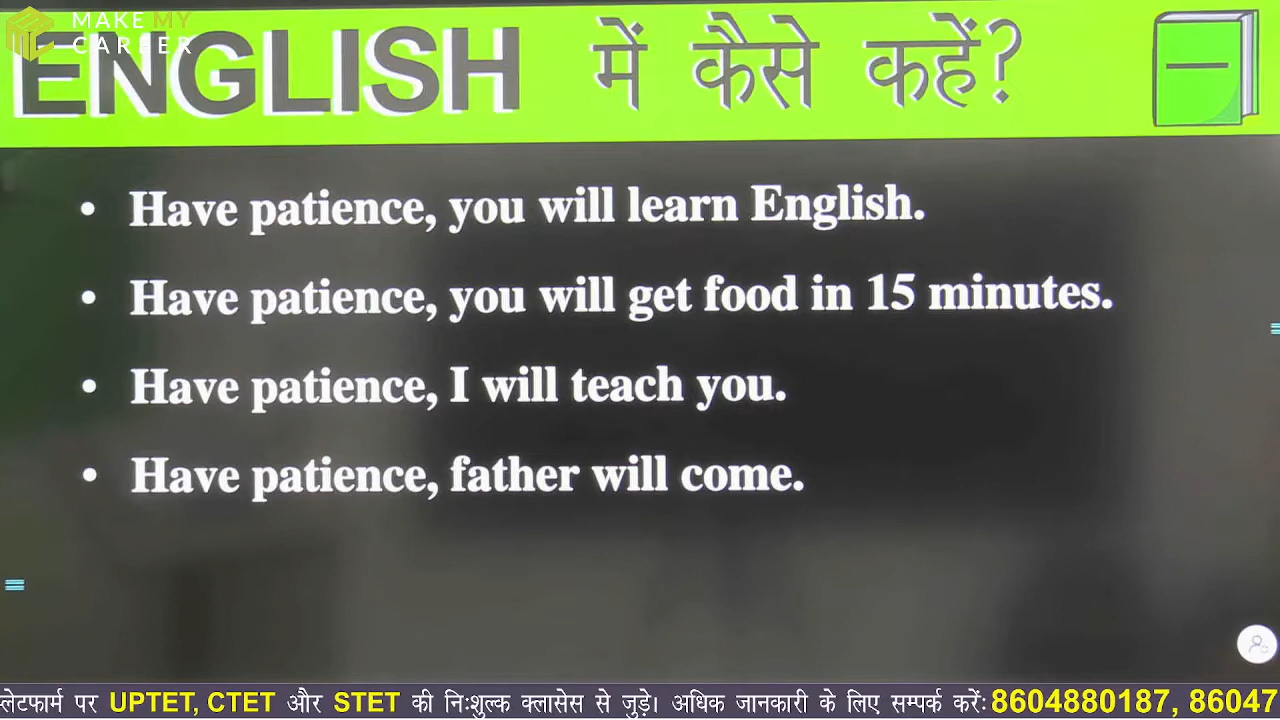 MAKE MY
CAREER
ENGLISH में कैसे कहें?
• Have patience, you will learn English.
• Have patience, you will get food in 15 minutes.
• Have patience, I will teach you.
• Have patience, father will come.
प्लेटफार्म पर UPTET, CTET और STET की नि:शुल्क क्लासेस से जुड़े। अधिक जानकारी के लिए सम्पर्क करें: 8604880187, 86047